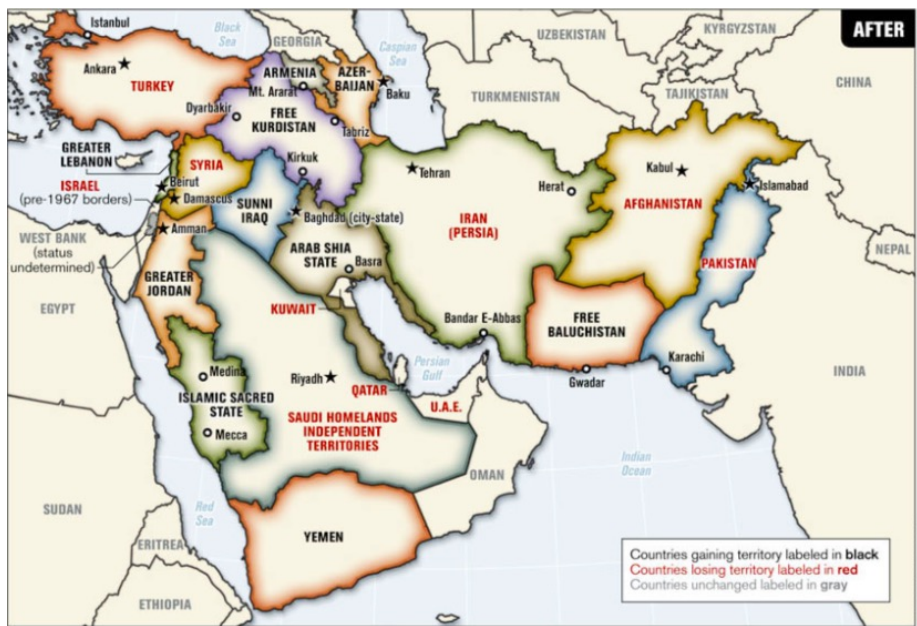 AFTER
Istanbul
Black
Sea
GEORGIA
Caspian
Sea
UZBEKISTAN
KYRGYZSTAN
Ankara
TURKEY
ARMENIA
Mt. Ararat
AZER-
BAIJAN
Baku
TURKMENISTAN
TAJIKISTAN
CHINA
Dyarbakir
FREE
KURDISTAN
Tabriz
GREATER
LEBANON
SYRIA
Kirkuk
Tehran
Herat
Kabul
Islamabad
ISRAEL
(pre-1967 borders)
Beirut
Damascus
SUNNI
IRAQ
Baghdad (city-state)
IRAN
(PERSIA)
AFGHANISTAN
WEST BANK
(status
undetermined)
Amman
ARAB SHIA
STATE
Basra
PAKISTAN
NEPAL
EGYPT
GREATER
JORDAN
KUWAIT
Bandar E-Abbas
FREE
BALUCHISTAN
Karachi
Gwadar
INDIA
Medina
Riyadh
Persian
Gulf
QATAR
U.A.E.
ISLAMIC SACRED
STATE
Mecca
SAUDI HOMELANDS
INDEPENDENT
TERRITORIES
OMAN
Indian
Ocean
SUDAN
Red
Sea
YEMEN
ERITREA
ETHIOPIA
Countries gaining territory labeled in black
Countries losing territory labeled in red
Countries unchanged labeled in gray